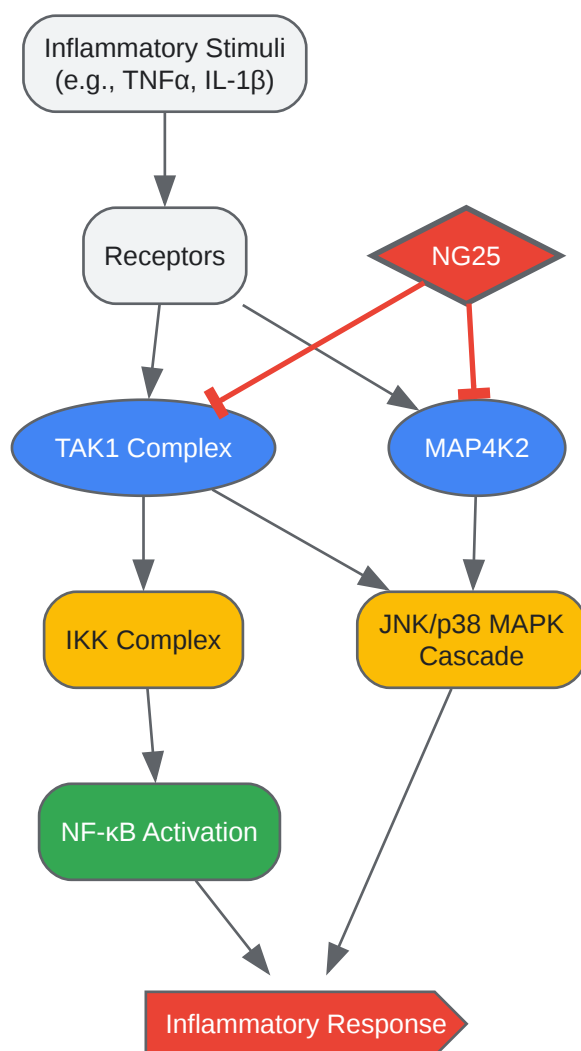 Inflammatory Stimuli
(e.g., TNFα, IL-1β)
Receptors
NG25
TAK1 Complex
MAP4K2
IKK Complex
JNK/p38 MAPK
Cascade
NF-κB Activation
Inflammatory Response